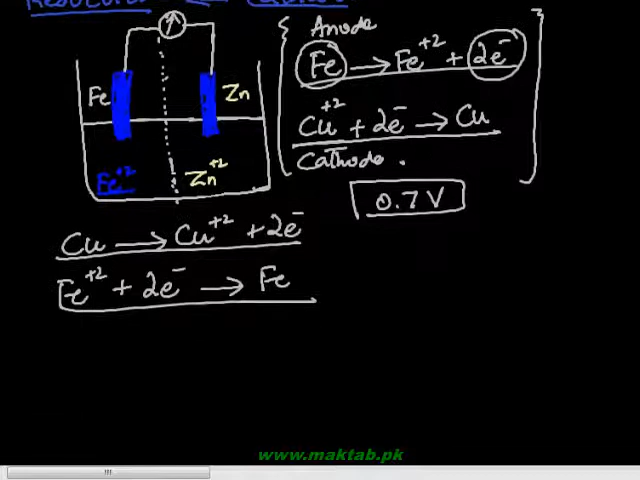 Anode
Fe → Fe⁺² + 2e⁻
Cu⁺² + 2e⁻ → Cu
Cathode.
0.7 V
Fe
Zn
Fe⁺²
Zn⁺²
Cu → Cu⁺² + 2e⁻
Fe⁺² + 2e⁻ → Fe
www.maktab.pk